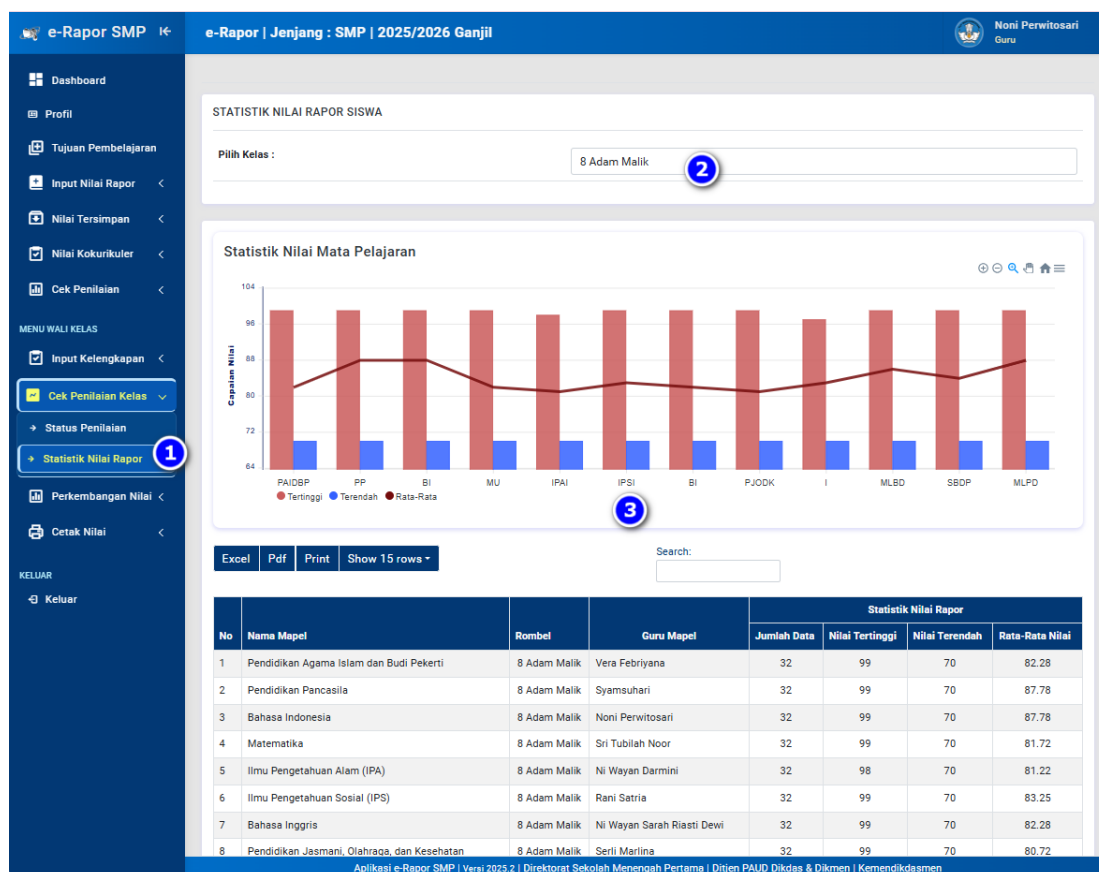 e-Rapor SMP
e-Rapor | Jenjang : SMP | 2025/2026 Ganjil
Noni Perwitosari
Guru
Dashboard
Profil
Tujuan Pembelajaran
Input Nilai Rapor
Nilai Tersimpan
Nilai Kokurikuler
Cek Penilaian
MENU WALI KELAS
Input Kelengkapan
Cek Penilaian Kelas
Status Penilaian
Statistik Nilai Rapor
1
Perkembangan Nilai
Cetak Nilai
KELUAR
Keluar
STATISTIK NILAI RAPOR SISWA
Pilih Kelas :
8 Adam Malik
2
Statistik Nilai Mata Pelajaran
Capaian Nilai
104
96
88
80
72
64
PAIDBP PP BI MU IPAI IPSI BI PJODK I MLBD SBDP MLPD
Tertinggi Terendah Rata-Rata
3
Excel Pdf Print Show 15 rows
Search:
Statistik Nilai Rapor
No Nama Mapel Rombel Guru Mapel Jumlah Data Nilai Tertinggi Nilai Terendah Rata-Rata Nilai
1 Pendidikan Agama Islam dan Budi Pekerti 8 Adam Malik Vera Febriyana 32 99 70 82.28
2 Pendidikan Pancasila 8 Adam Malik Syamsuhari 32 99 70 87.78
3 Bahasa Indonesia 8 Adam Malik Noni Perwitosari 32 99 70 87.78
4 Matematika 8 Adam Malik Sri Tubilah Noor 32 99 70 81.72
5 Ilmu Pengetahuan Alam (IPA) 8 Adam Malik Ni Wayan Darmini 32 98 70 81.22
6 Ilmu Pengetahuan Sosial (IPS) 8 Adam Malik Rani Satria 32 99 70 83.25
7 Bahasa Inggris 8 Adam Malik Ni Wayan Sarah Riasti Dewi 32 99 70 82.28
8 Pendidikan Jasmani, Olahraga, dan Kesehatan 8 Adam Malik Serli Marlina 32 99 70 80.72
Aplikasi e-Rapor SMP | Versi 2025.2 | Direktorat Sekolah Menengah Pertama | Ditjen PAUD Dikdas & Dikmen | Kemendikdasmen